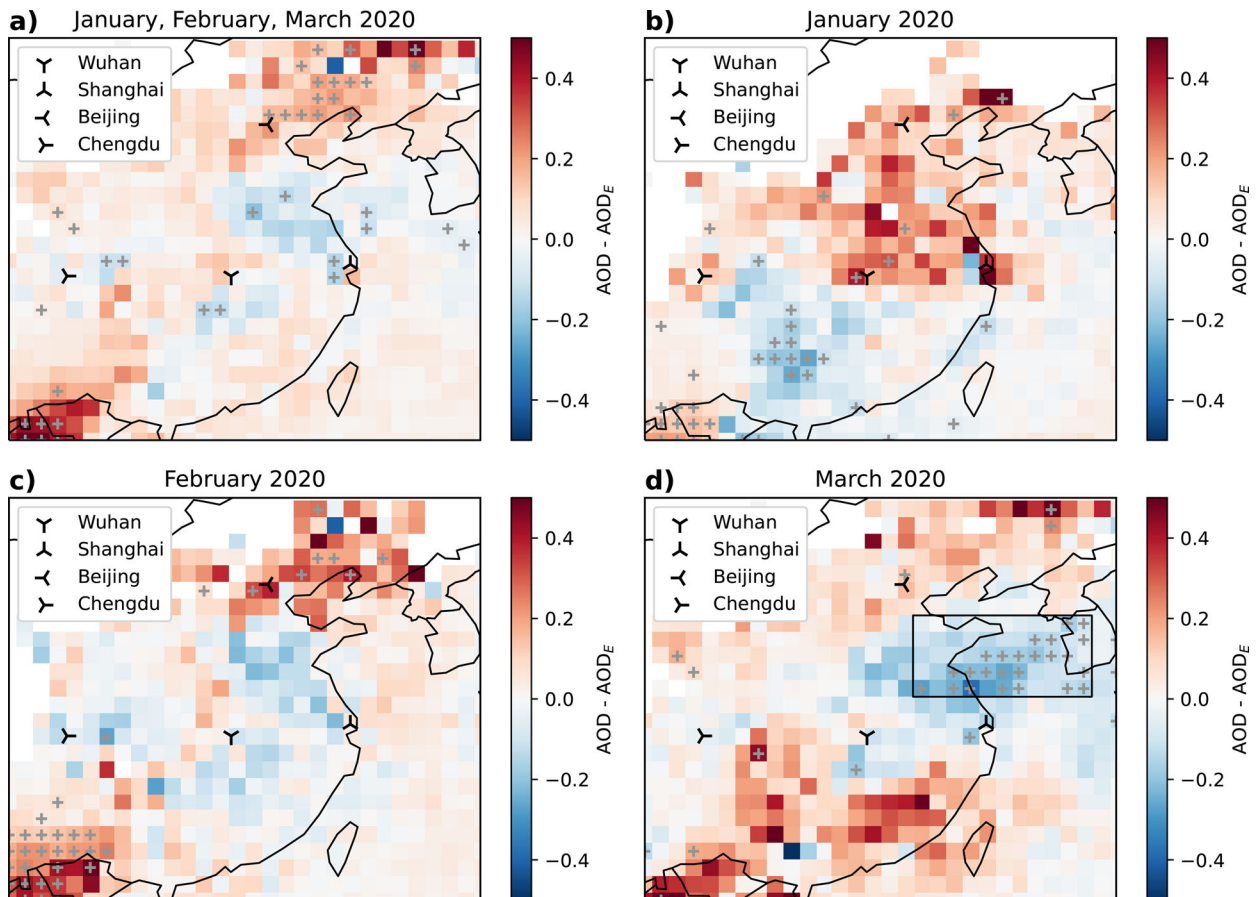 a)
January, February, March 2020
Wuhan
Shanghai
Beijing
Chengdu
0.4
0.2
0.0
−0.2
−0.4
AOD - AOD_E
b)
January 2020
Wuhan
Shanghai
Beijing
Chengdu
0.4
0.2
0.0
−0.2
−0.4
AOD - AOD_E
c)
February 2020
Wuhan
Shanghai
Beijing
Chengdu
0.4
0.2
0.0
−0.2
−0.4
AOD - AOD_E
d)
March 2020
Wuhan
Shanghai
Beijing
Chengdu
0.4
0.2
0.0
−0.2
−0.4
AOD - AOD_E